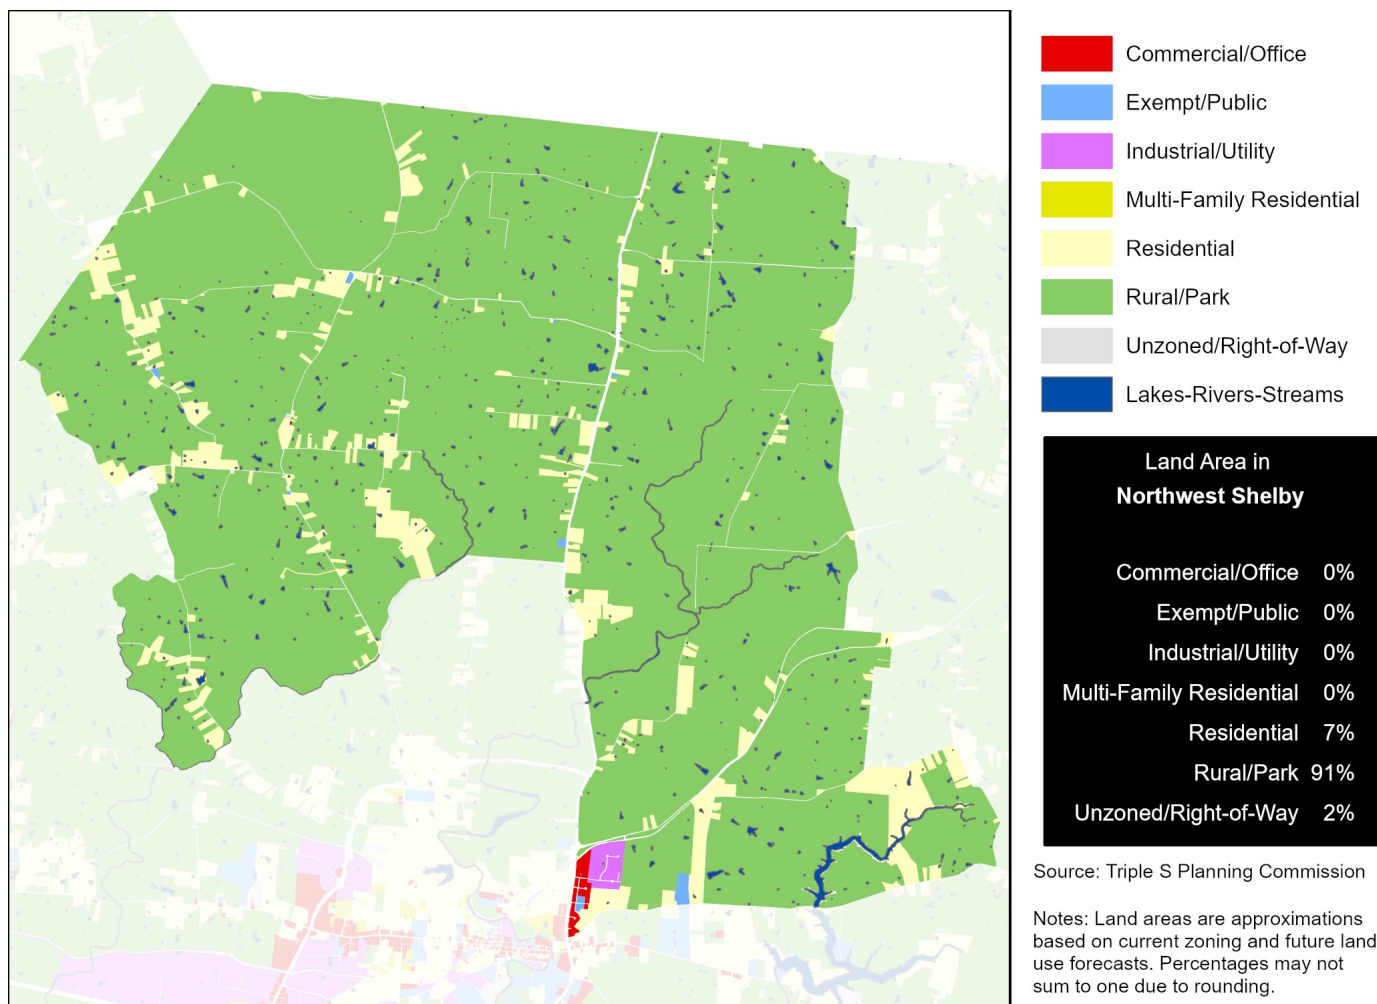 Commercial/Office
Exempt/Public
Industrial/Utility
Multi-Family Residential
Residential
Rural/Park
Unzoned/Right-of-Way
Lakes-Rivers-Streams
Land Area in
Northwest Shelby
Commercial/Office 0%
Exempt/Public 0%
Industrial/Utility 0%
Multi-Family Residential 0%
Residential 7%
Rural/Park 91%
Unzoned/Right-of-Way 2%
Source: Triple S Planning Commission
Notes: Land areas are approximations
based on current zoning and future land
use forecasts. Percentages may not
sum to one due to rounding.